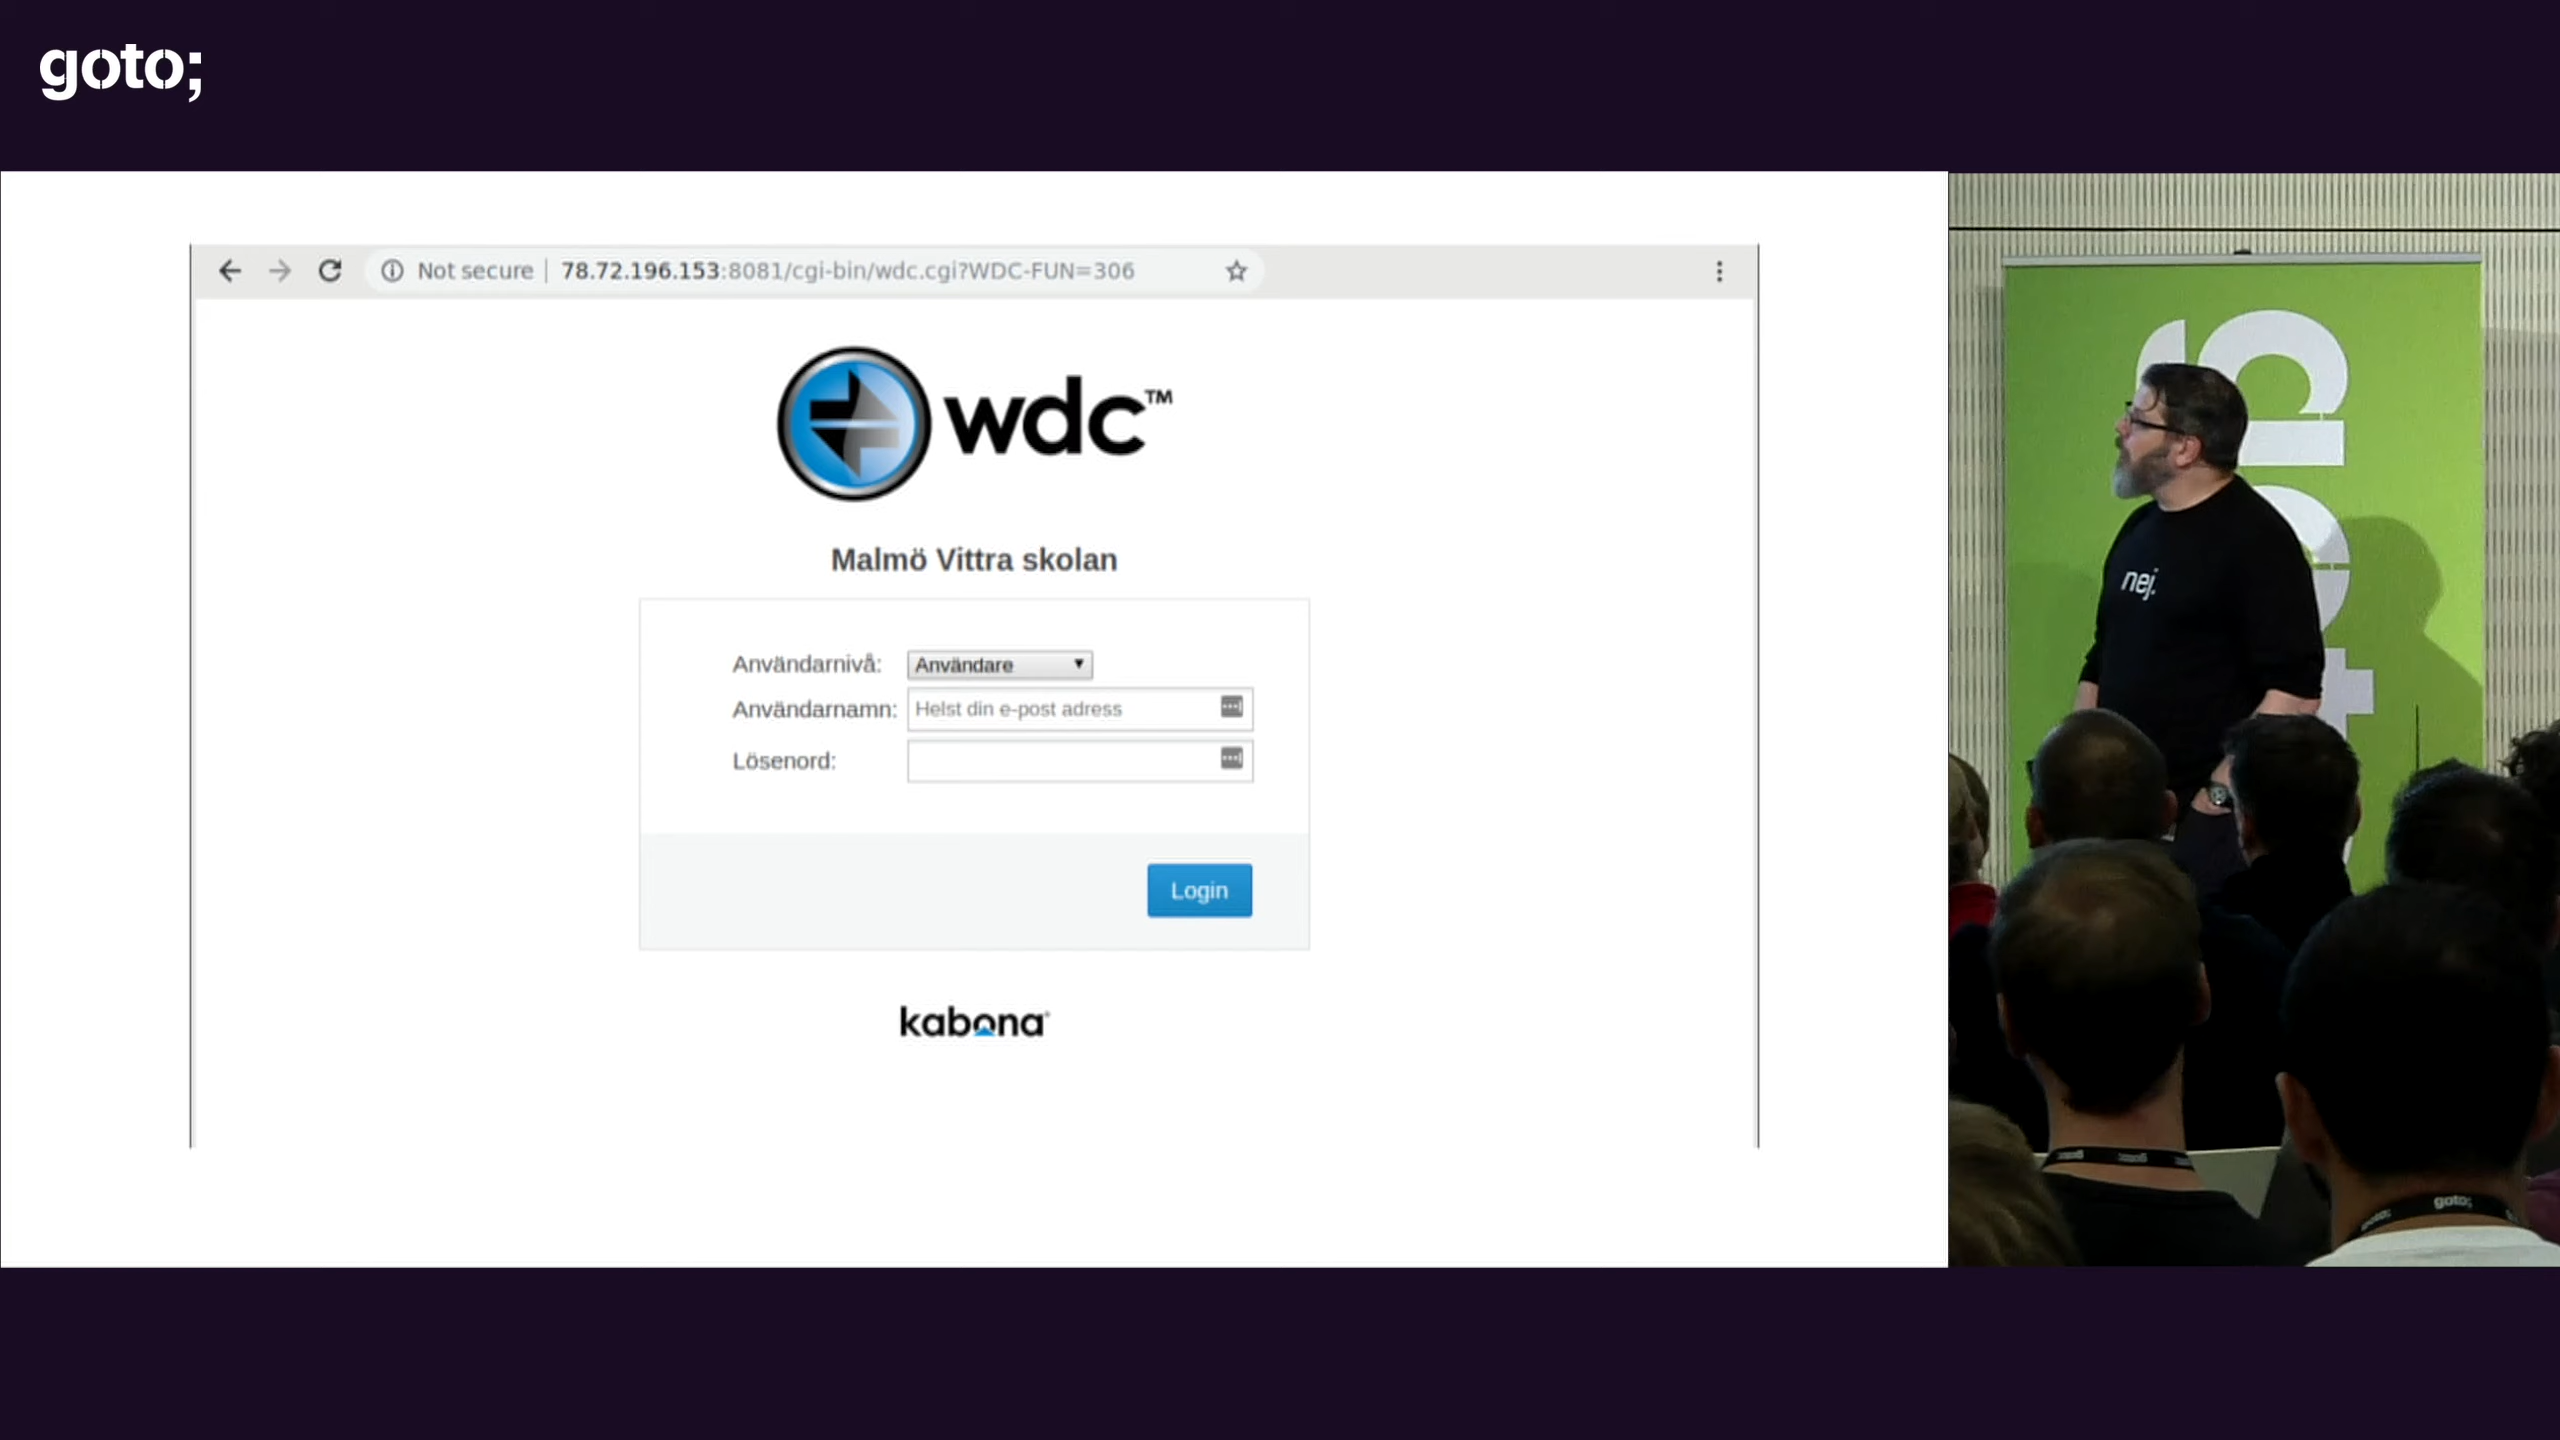 goto;
Not secure | 78.72.196.153:8081/cgi-bin/wdc.cgi?WDC-FUN=306
wdc™
Malmö Vittra skolan
Användarnivå: Användare
Användarnamn: Helst din e-post adress
Lösenord:
Login
kabona
nej.
goto;